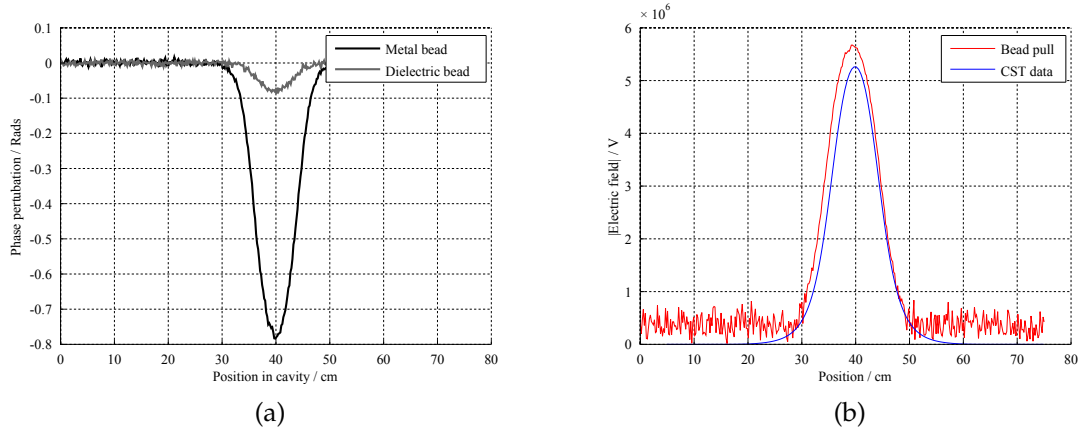 0.1
0
-0.1
-0.2
-0.3
-0.4
-0.5
-0.6
-0.7
-0.8
0 10 20 30 40 50 60 70 80
Phase pertubation / Rads
Position in cavity / cm
Metal bead
Dielectric bead
(a)
× 10⁶
6
5
4
3
2
1
0
0 10 20 30 40 50 60 70 80
|Electric field| / V
Position / cm
Bead pull
CST data
(b)